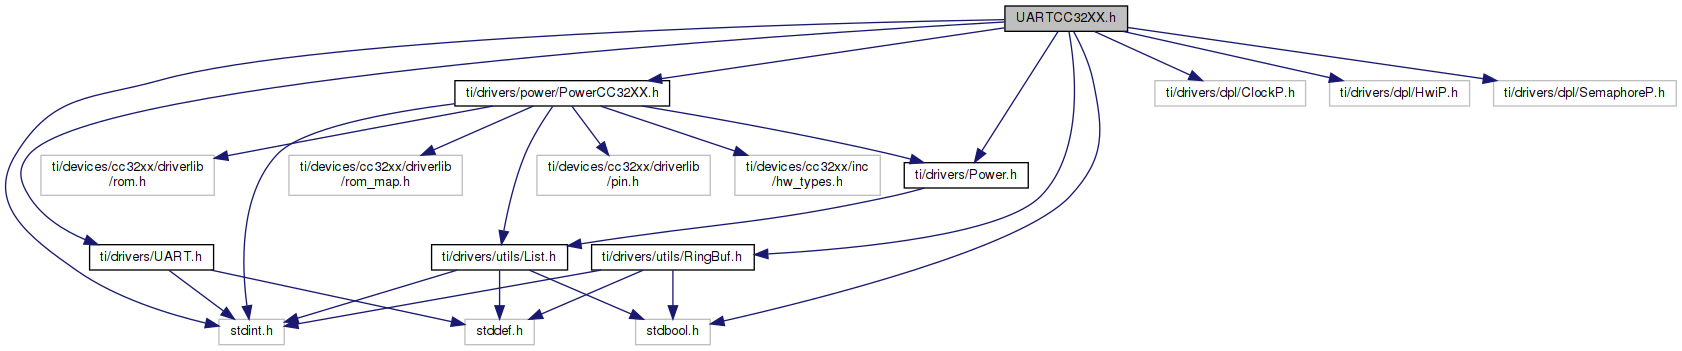 UARTCC32XX.h
ti/drivers/power/PowerCC32XX.h
ti/drivers/dpl/ClockP.h
ti/drivers/dpl/HwiP.h
ti/drivers/dpl/SemaphoreP.h
ti/devices/cc32xx/driverlib
/rom.h
ti/devices/cc32xx/driverlib
/rom_map.h
ti/devices/cc32xx/driverlib
/pin.h
ti/devices/cc32xx/inc
/hw_types.h
ti/drivers/Power.h
ti/drivers/UART.h
ti/drivers/utils/List.h
ti/drivers/utils/RingBuf.h
stdint.h
stddef.h
stdbool.h